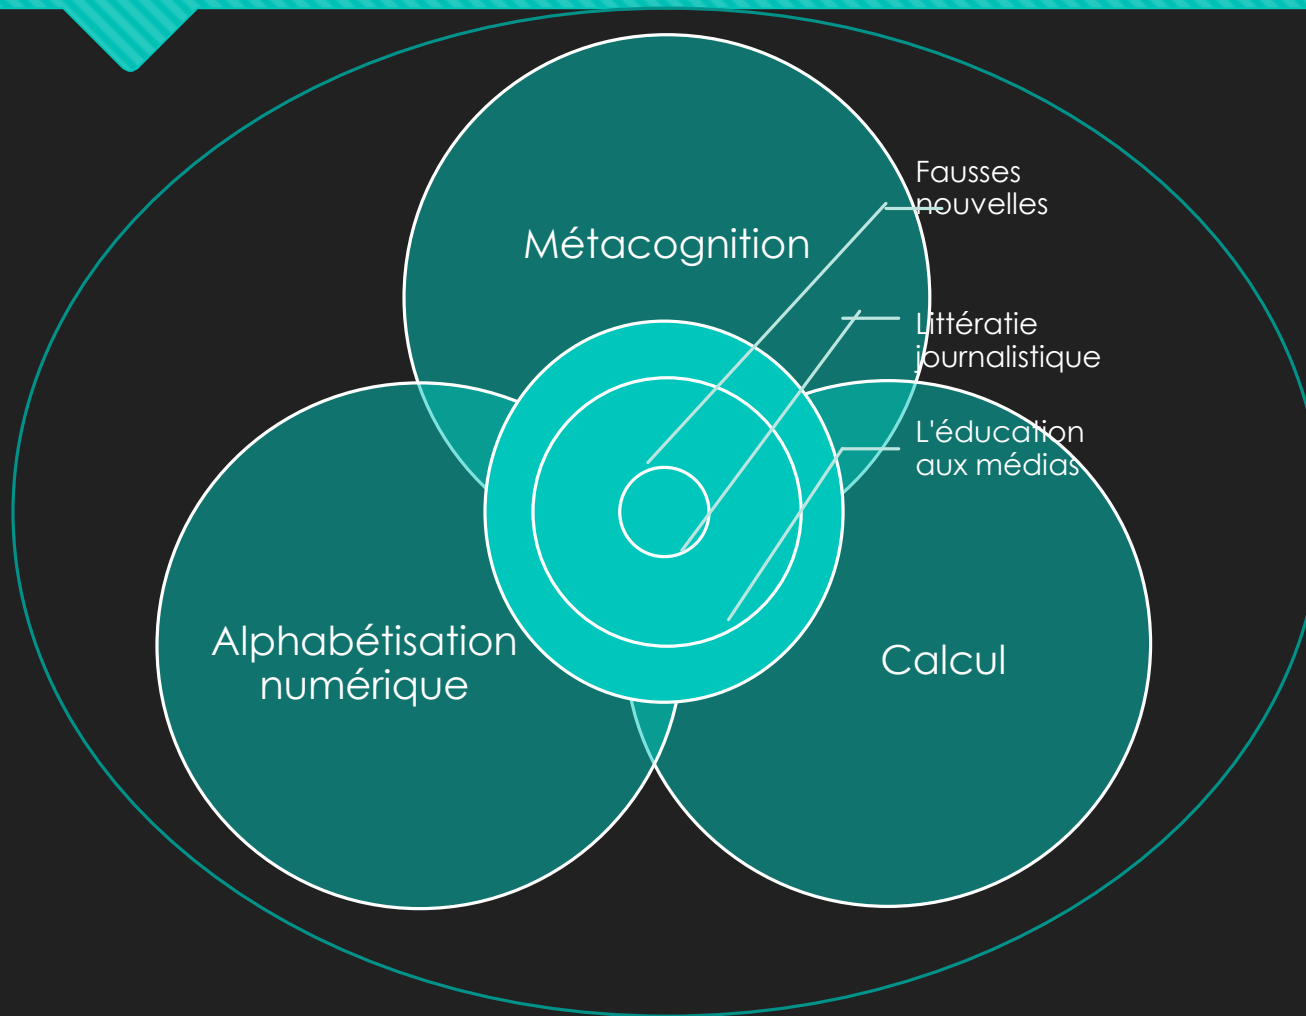 Fausses
nouvelles
Métacognition
Littératie
journalistique
L'éducation
aux médias
Alphabétisation
numérique
Calcul